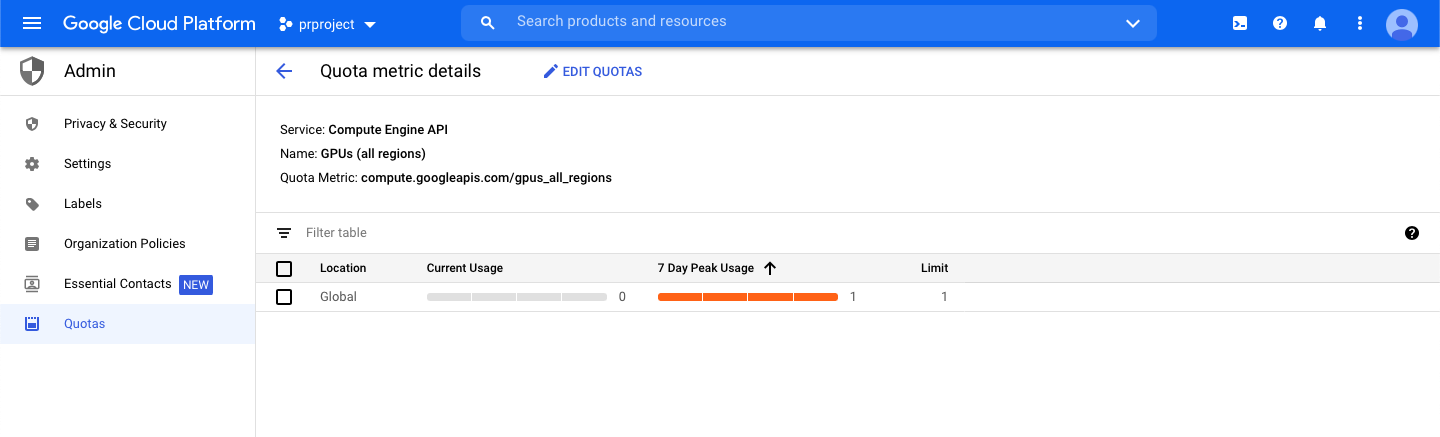 Google Cloud Platform prproject Search products and resources
Admin Quota metric details EDIT QUOTAS
Privacy & Security
Settings
Labels
Organization Policies
Essential Contacts NEW
Quotas
Service: Compute Engine API
Name: GPUs (all regions)
Quota Metric: compute.googleapis.com/gpus_all_regions
Filter table
Location Current Usage 7 Day Peak Usage Limit
Global 0 1 1